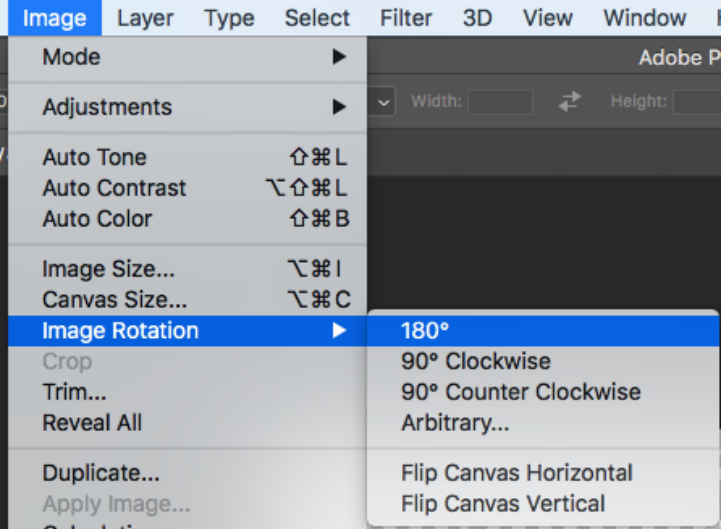 Image Layer Type Select Filter 3D View Window
Adobe P
Width: Height:
Mode ▶
Adjustments ▶
Auto Tone ⇧⌘L
Auto Contrast ⌥⇧⌘L
Auto Color ⇧⌘B
Image Size... ⌥⌘I
Canvas Size... ⌥⌘C
Image Rotation ▶
Crop
Trim...
Reveal All
Duplicate...
Apply Image...
180°
90° Clockwise
90° Counter Clockwise
Arbitrary...
Flip Canvas Horizontal
Flip Canvas Vertical